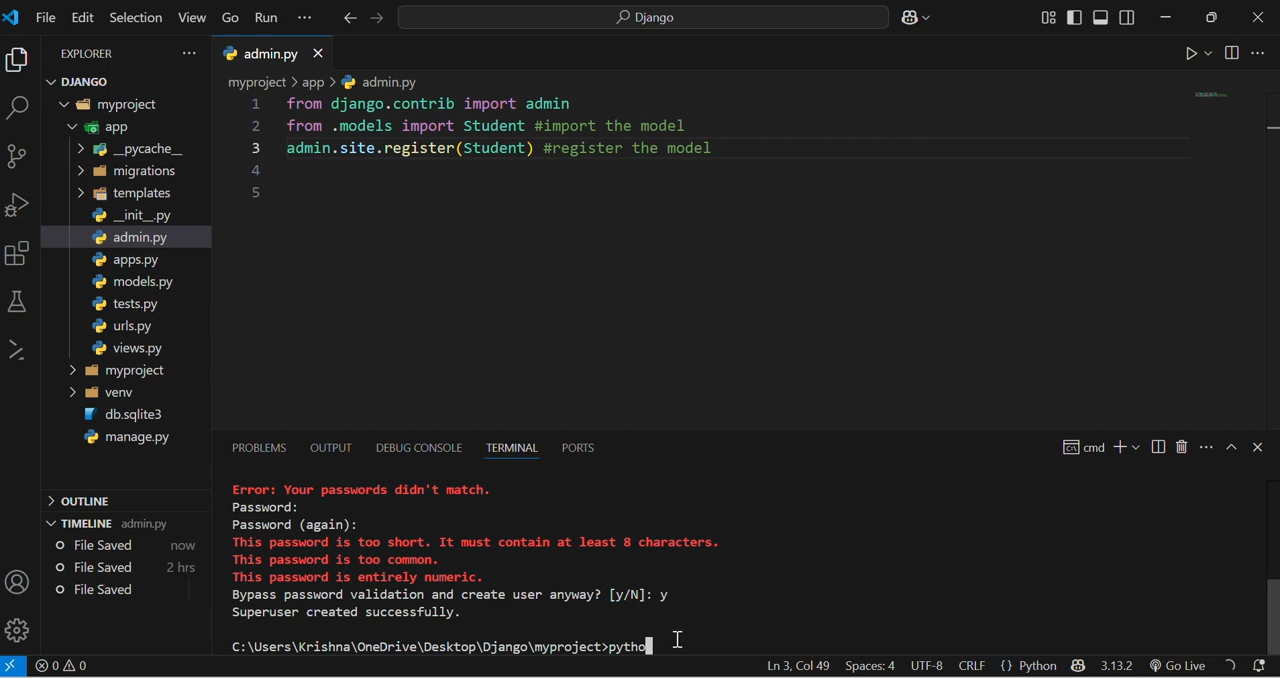 File Edit Selection View Go Run ··· Django
EXPLORER ···
DJANGO
myproject
app
__pycache__
migrations
templates
__init__.py
admin.py
apps.py
models.py
tests.py
urls.py
views.py
myproject
venv
db.sqlite3
manage.py
OUTLINE
TIMELINE admin.py
File Saved now
File Saved 2 hrs
File Saved
admin.py
myproject > app > admin.py
1 from django.contrib import admin
2 from .models import Student #import the model
3 admin.site.register(Student) #register the model
4
5
PROBLEMS OUTPUT DEBUG CONSOLE TERMINAL PORTS cmd
Error: Your passwords didn't match.
Password:
Password (again):
This password is too short. It must contain at least 8 characters.
This password is too common.
This password is entirely numeric.
Bypass password validation and create user anyway? [y/N]: y
Superuser created successfully.
C:\Users\Krishna\OneDrive\Desktop\Django\myproject>pytho
0 0 Ln 3, Col 49 Spaces: 4 UTF-8 CRLF {} Python 3.13.2 Go Live